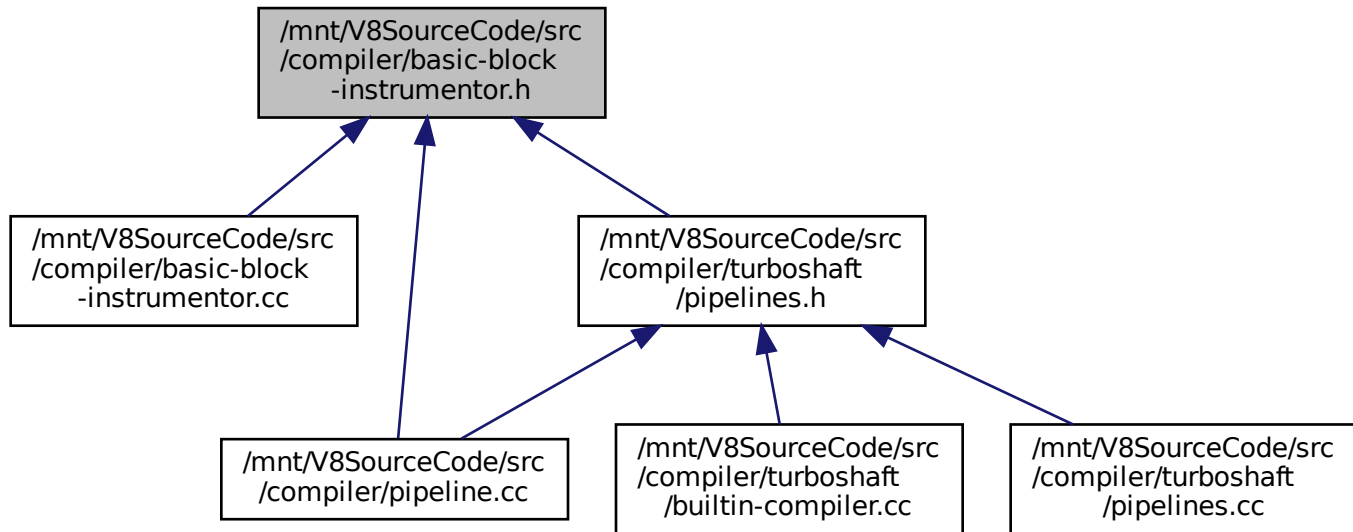 /mnt/V8SourceCode/src
/compiler/basic-block
-instrumentor.h
/mnt/V8SourceCode/src
/compiler/basic-block
-instrumentor.cc
/mnt/V8SourceCode/src
/compiler/turboshaft
/pipelines.h
/mnt/V8SourceCode/src
/compiler/pipeline.cc
/mnt/V8SourceCode/src
/compiler/turboshaft
/builtin-compiler.cc
/mnt/V8SourceCode/src
/compiler/turboshaft
/pipelines.cc